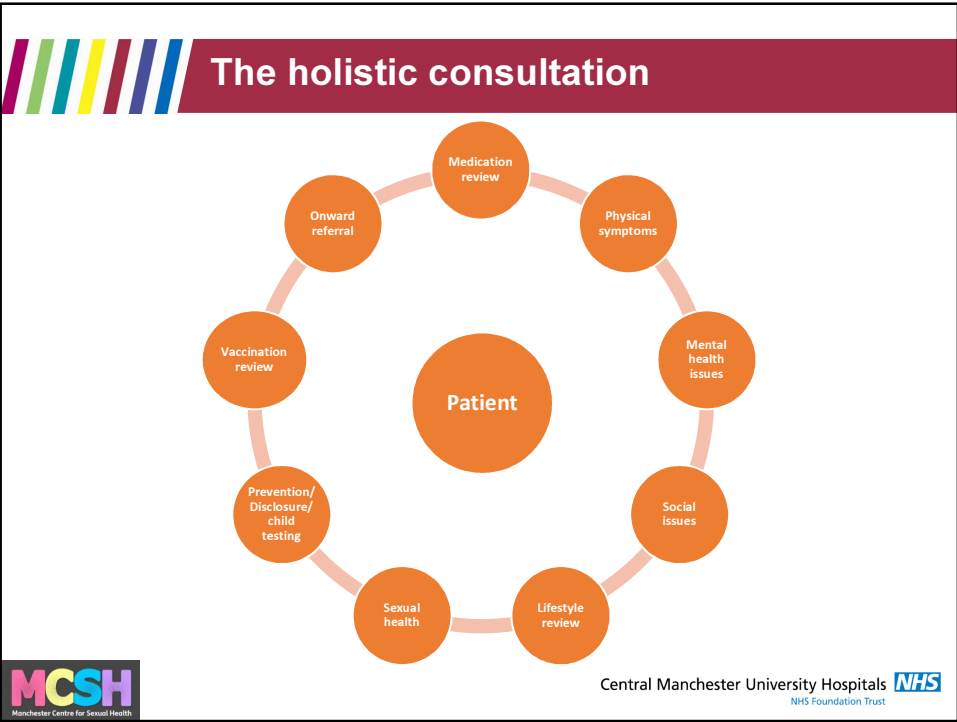 The holistic consultation
Medication
review
Physical
symptoms
Mental
health
issues
Social
issues
Lifestyle
review
Sexual
health
Prevention/
Disclosure/
child
testing
Vaccination
review
Onward
referral
Patient
MCSH
Manchester Centre for Sexual Health
Central Manchester University Hospitals NHS
NHS Foundation Trust